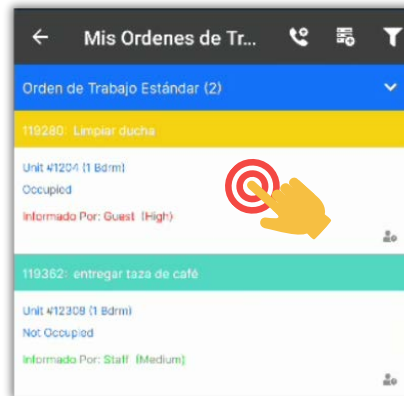 Mis Ordenes de Tr...
Orden de Trabajo Estándar (2)
119280: Limpiar ducha
Unit #1204 (1 Bdrm)
Occupied
Informado Por: Guest (High)
119362: entregar taza de café
Unit #12308 (1 Bdrm)
Not Occupied
Informado Por: Staff (Medium)